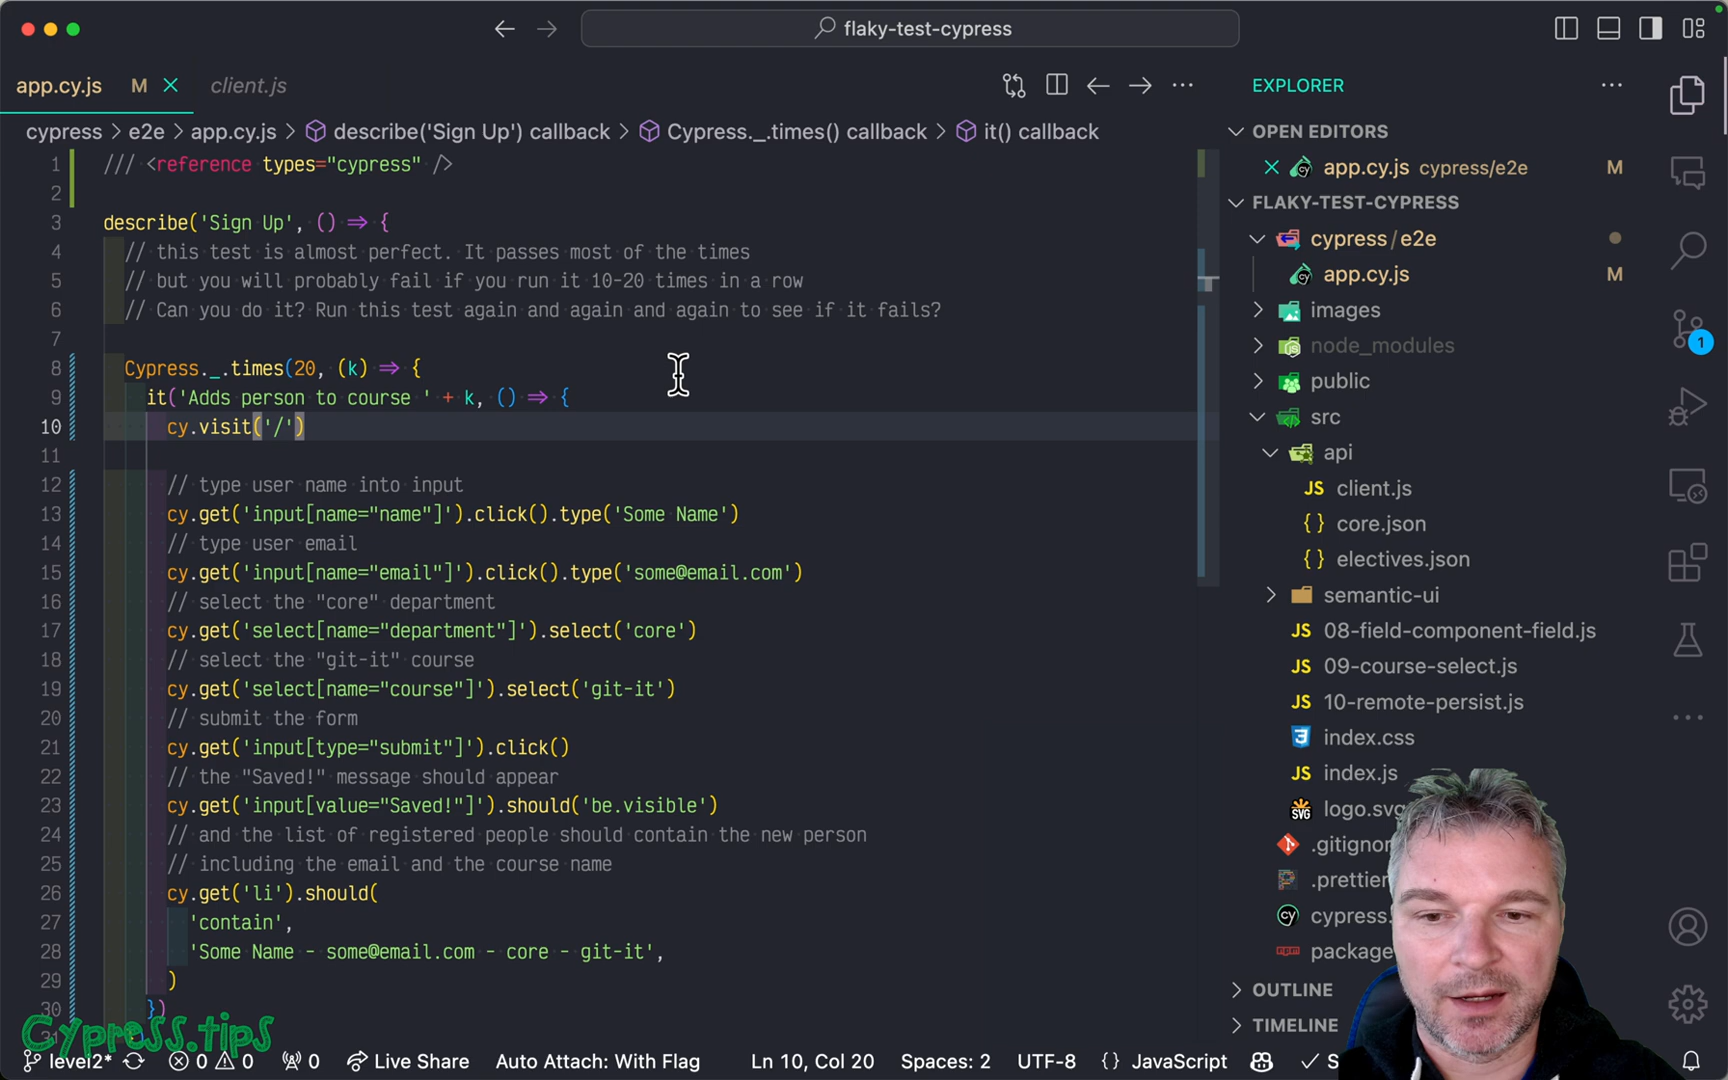 flaky-test-cypress
app.cy.js M
client.js
EXPLORER
cypress > e2e > app.cy.js > describe('Sign Up') callback > Cypress._.times() callback > it() callback
1 /// <reference types="cypress" />
2
3 describe('Sign Up', () => {
4 // this test is almost perfect. It passes most of the times
5 // but you will probably fail if you run it 10-20 times in a row
6 // Can you do it? Run this test again and again and again to see if it fails?
7
8 Cypress._.times(20, (k) => {
9 it('Adds person to course ' + k, () => {
10 cy.visit('/')
11
12 // type user name into input
13 cy.get('input[name="name"]').click().type('Some Name')
14 // type user email
15 cy.get('input[name="email"]').click().type('some@email.com')
16 // select the "core" department
17 cy.get('select[name="department"]').select('core')
18 // select the "git-it" course
19 cy.get('select[name="course"]').select('git-it')
20 // submit the form
21 cy.get('input[type="submit"]').click()
22 // the "Saved!" message should appear
23 cy.get('input[value="Saved!"]').should('be.visible')
24 // and the list of registered people should contain the new person
25 // including the email and the course name
26 cy.get('li').should(
27 'contain',
28 'Some Name - some@email.com - core - git-it',
29 )
30 })
OPEN EDITORS
app.cy.js cypress/e2e M
FLAKY-TEST-CYPRESS
cypress / e2e
app.cy.js M
images
node_modules
public
src
api
JS client.js
{ } core.json
{ } electives.json
semantic-ui
JS 08-field-component-field.js
JS 09-course-select.js
JS 10-remote-persist.js
index.css
JS index.js
SVG logo.svg
.gitignor
.prettier
cy cypress.
npm package
OUTLINE
TIMELINE
1
Cypress.tips
level2* 0 0 0 Live Share Auto Attach: With Flag Ln 10, Col 20 Spaces: 2 UTF-8 { } JavaScript